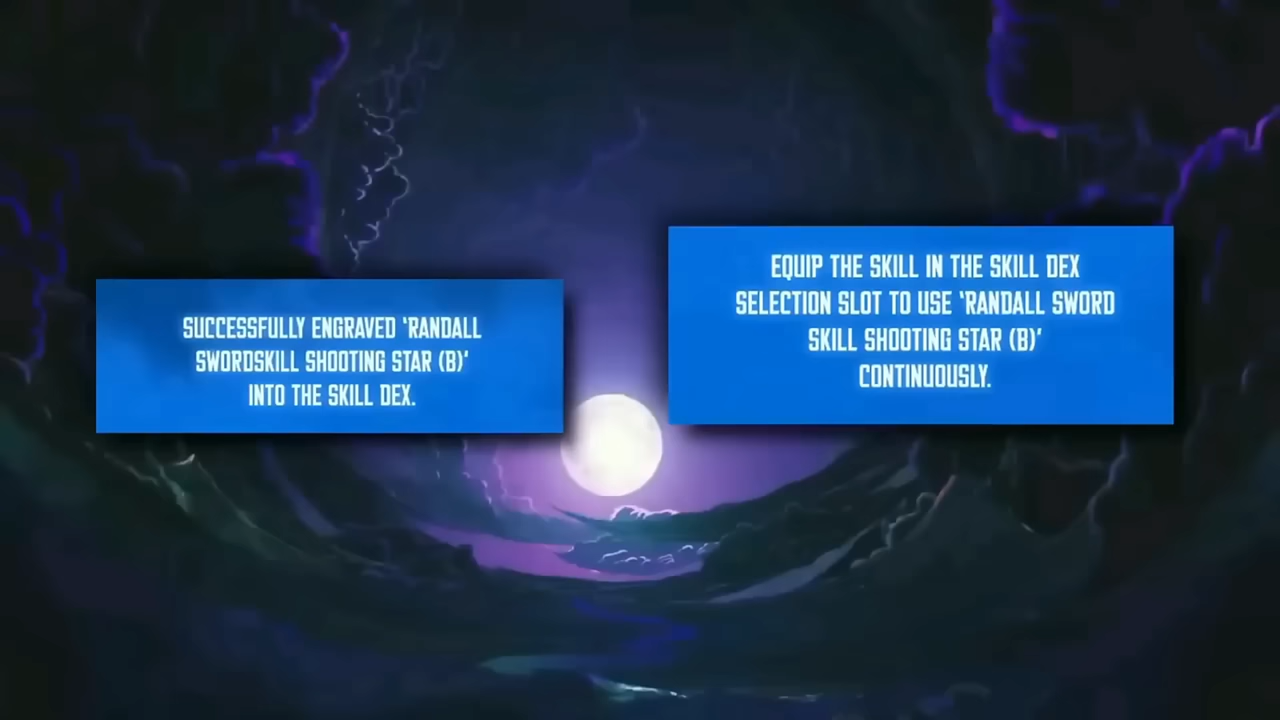 SUCCESSFULLY ENGRAVED ‘RANDALL
SWORDSKILL SHOOTING STAR (B)’
INTO THE SKILL DEX.
EQUIP THE SKILL IN THE SKILL DEX
SELECTION SLOT TO USE ‘RANDALL SWORD
SKILL SHOOTING STAR (B)’
CONTINUOUSLY.